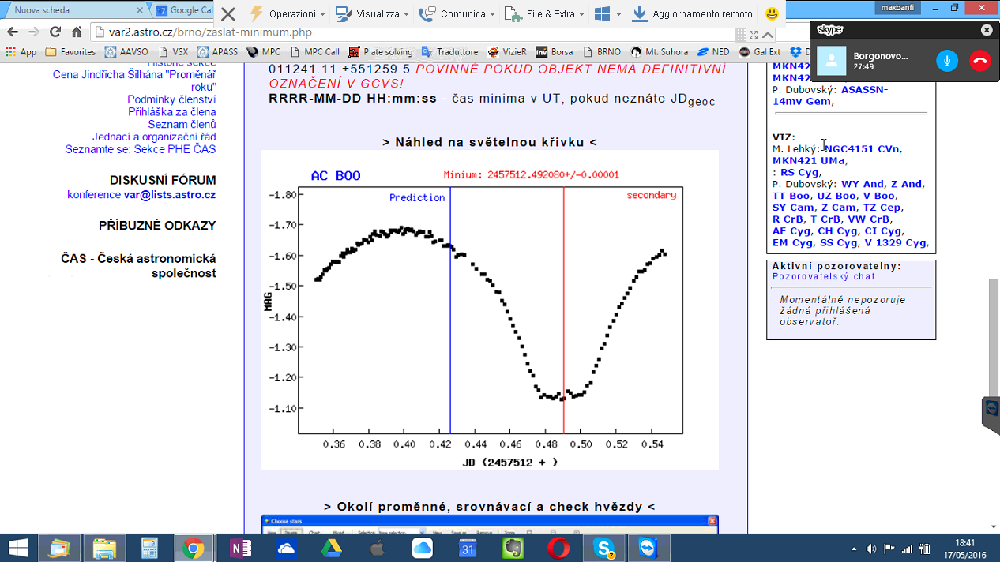 Nuova scheda
17 Google Cal
Operazioni
Visualizza
Comunica
File & Extra
Aggiornamento remoto
maxbanfi
var2.astro.cz/brno/zaslat-minimum.php
App
Favorites
AAVSO
VSX
APASS
MPC
MPC Call
Plate solving
Traduttore
VizieR
Inv Borsa
BRNO
Mt. Suhora
NED
Gal Ext
skype
Borgonovo...
27:49
Historie sekce
Cena Jindřicha Šilhána "Proměnář
roku"
Podmínky členství
Přihláška za člena
Seznam členů
Jednací a organizační řád
Seznamte se: Sekce PHE ČAS
DISKUSNÍ FÓRUM
konference var@lists.astro.cz
PŘÍBUZNÉ ODKAZY
ČAS - Česká astronomická
společnost
011241.11 +551259.5 POVINNÉ POKUD OBJEKT NEMÁ DEFINITIVNÍ
OZNAČENÍ V GCVS!
RRRR-MM-DD HH:mm:ss - čas minima v UT, pokud neznáte JDgeoc
> Náhled na světelnou křivku <
AC BOO
Minium: 2457512.492080+/-0.00001
Prediction
secondary
-1.80
-1.70
-1.60
-1.50
-1.40
-1.30
-1.20
-1.10
MAG
0.36 0.38 0.40 0.42 0.44 0.46 0.48 0.50 0.52 0.54
JD (2457512 + )
> Okolí proměnné, srovnávací a check hvězdy <
Choose stars
MKN42
MKN42
P. Dubovský: ASASSN-
14mv Gem,
VIZ:
M. Lehký: NGC4151 CVn,
MKN421 UMa,
: RS Cyg,
P. Dubovský: WY And, Z And,
TT Boo, UZ Boo, V Boo,
SY Cam, Z Cam, TZ Cep,
R CrB, T CrB, VW CrB,
AF Cyg, CH Cyg, CI Cyg,
EM Cyg, SS Cyg, V 1329 Cyg,
Aktivní pozorovatelny:
Pozorovatelský chat
Momentálně nepozoruje
žádná přihlášená
observatoř.
N
31
S
7
18:41
17/05/2016